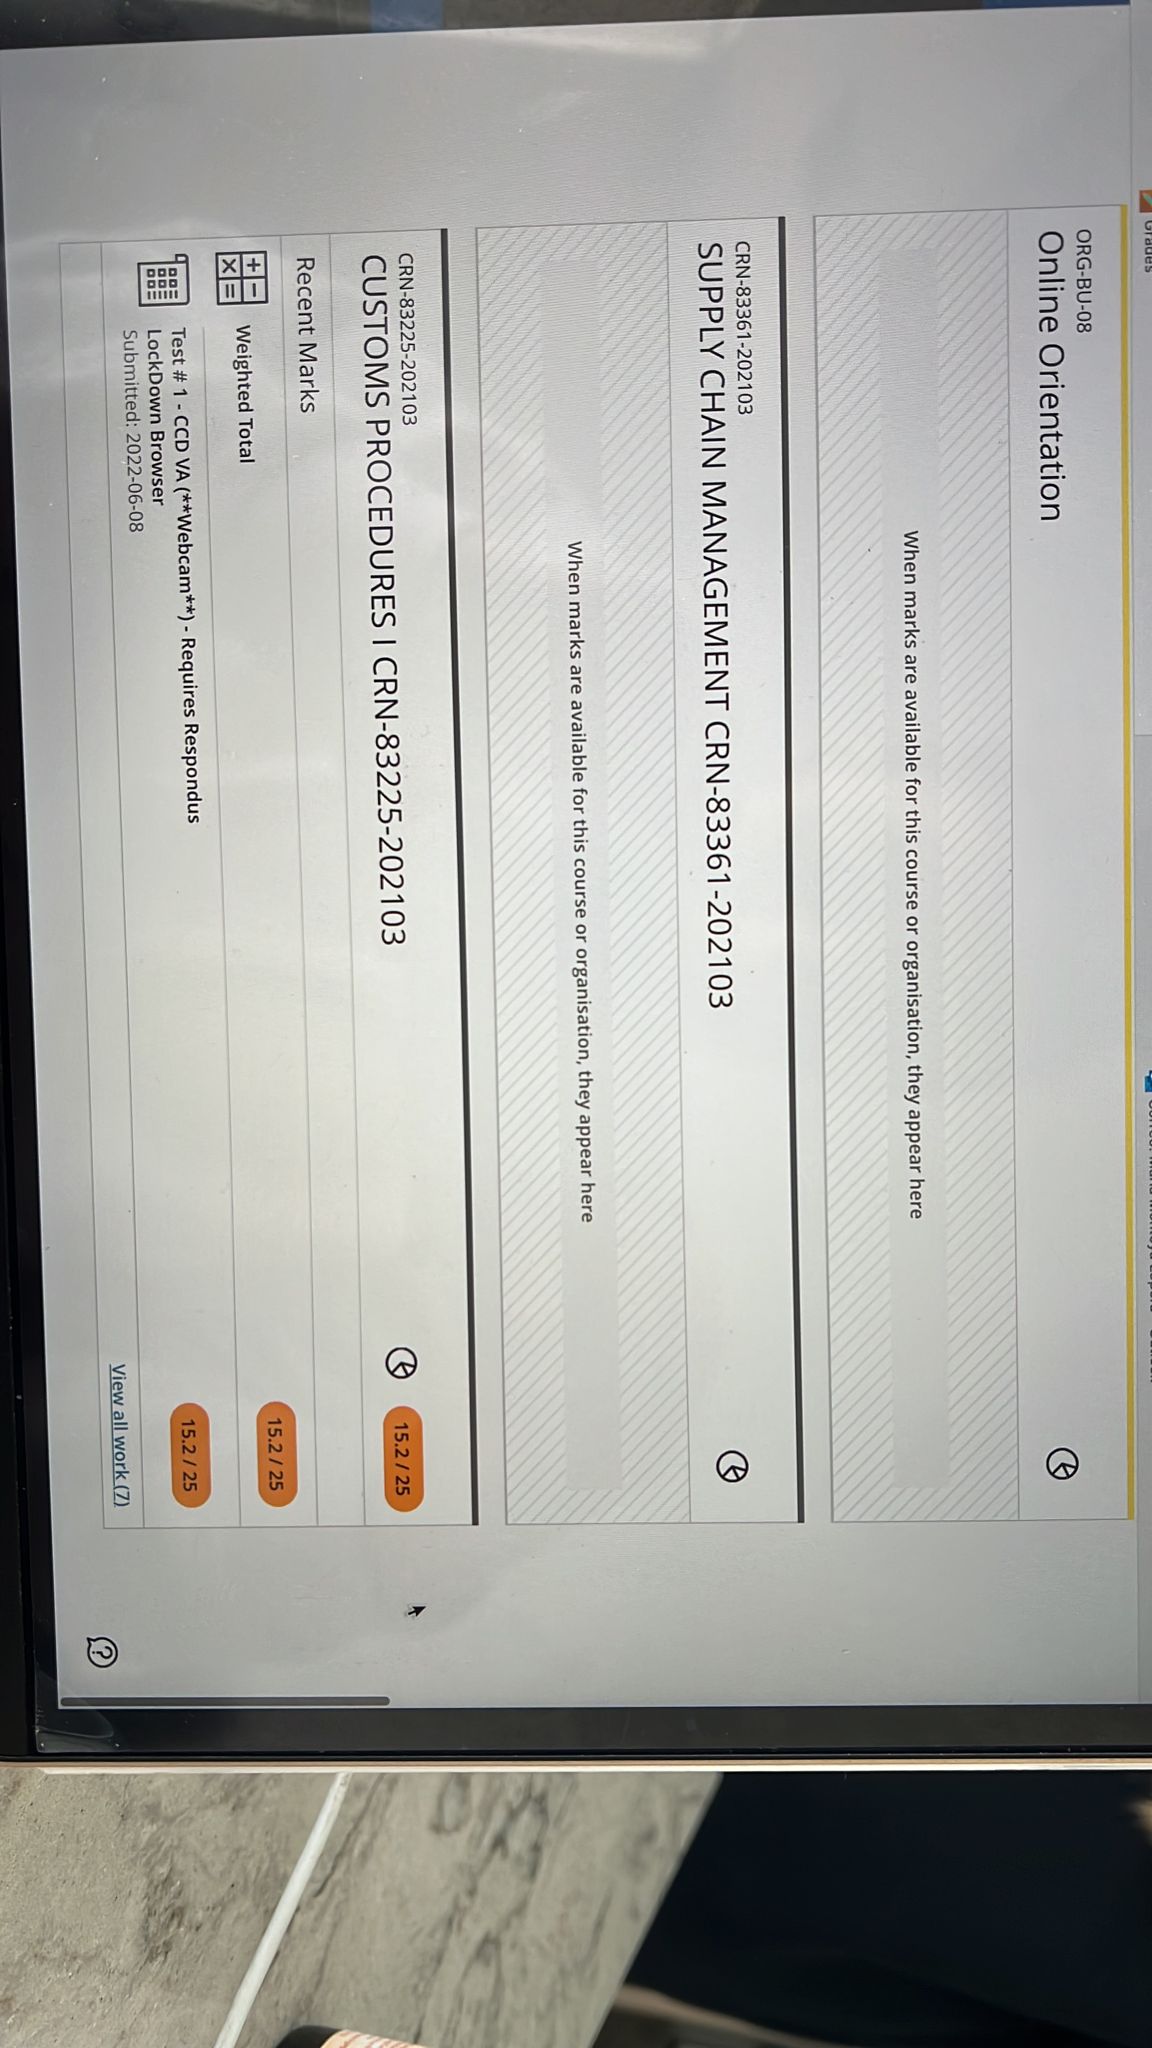 Grades
ORG-BU-08
Online Orientation
When marks are available for this course or organisation, they appear here
CRN-83361-202103
SUPPLY CHAIN MANAGEMENT CRN-83361-202103
When marks are available for this course or organisation, they appear here
CRN-83225-202103
CUSTOMS PROCEDURES I CRN-83225-202103
15.2 / 25
Recent Marks
Weighted Total
15.2 / 25
Test # 1 - CCD VA (**Webcam**) - Requires Respondus
LockDown Browser
Submitted: 2022-06-08
15.2 / 25
View all work (7)